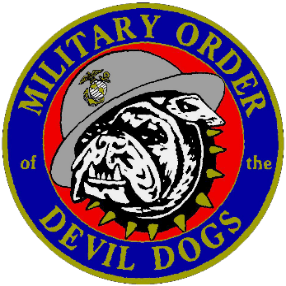 MILITARY ORDER
of the
DEVIL DOGS